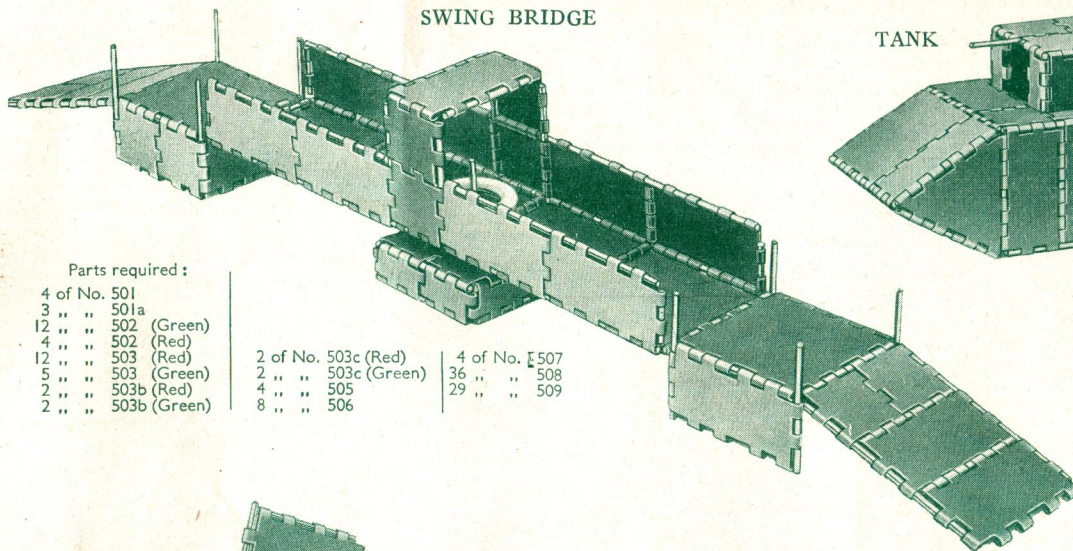 SWING BRIDGE
TANK
Parts required :
4 of No. 501
3 „ „ 501a
12 „ „ 502 (Green)
4 „ „ 502 (Red)
12 „ „ 503 (Red)
5 „ „ 503 (Green)
2 „ „ 503b (Red)
2 „ „ 503b (Green)
2 of No. 503c (Red)
2 „ „ 503c (Green)
4 „ „ 505
8 „ „ 506
4 of No. 507
36 „ „ 508
29 „ „ 509